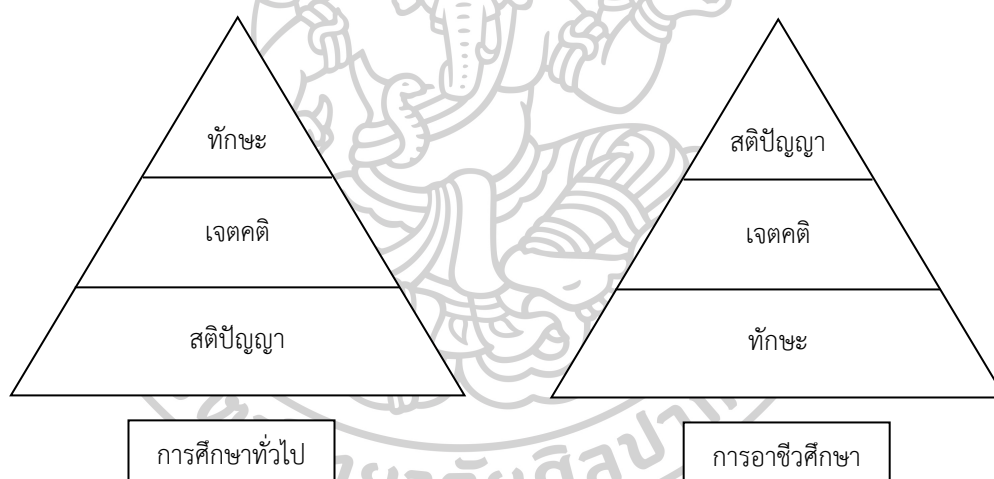 ทักษะ
เจตคติ
สติปัญญา
การศึกษาทั่วไป
สติปัญญา
เจตคติ
ทักษะ
การอาชีวศึกษา